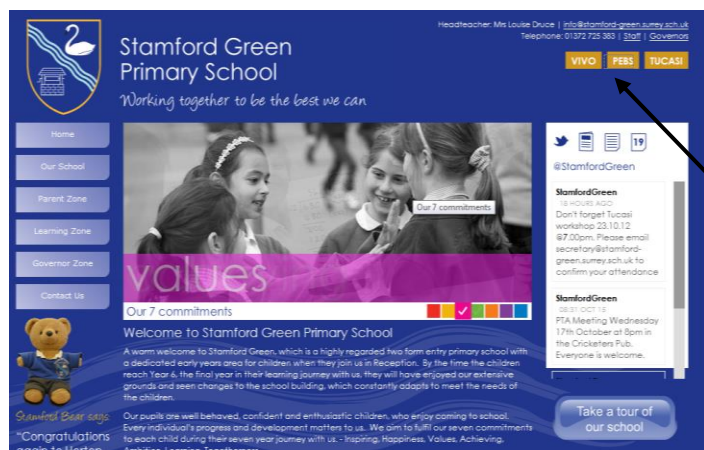 Headteacher: Mrs Louise Druce | info@stamford-green.surrey.sch.uk
Telephone: 01372 725 383 | Staff | Governors
VIVO PEBS TUCASI
Stamford Green
Primary School
Working together to be the best we can
Home
Our School
Parent Zone
Learning Zone
Governor Zone
Contact Us
Our 7 commitments
values
Our 7 commitments
19
@StamfordGreen
StamfordGreen
18 HOURS AGO
Don't forget Tucasi
workshop 23.10.12
@7.00pm. Please email
secretary@stamford-
green.surrey.sch.uk to
confirm your attendance
StamfordGreen
08:51 OCT 15
PTA Meeting Wednesday
17th October at 8pm in
the Cricketers Pub.
Everyone is welcome.
Welcome to Stamford Green Primary School
A warm welcome to Stamford Green, which is a highly regarded two form entry primary school with
a dedicated early years area for children when they join us in Reception. By the time the children
reach Year 6, the final year in their learning journey with us, they will have enjoyed our extensive
grounds and seen changes to the school building, which constantly adapts to meet the needs of
the children.
Our pupils are well behaved, confident and enthusiastic children, who enjoy coming to school.
Every individual's progress and development matters to us. We aim to fulfil our seven commitments
to each child during their seven year journey with us. - Inspiring, Happiness, Values, Achieving,
Ambition, Learning, Togetherness
Stamford Bear says
"Congratulations
again to
Take a tour of
our school